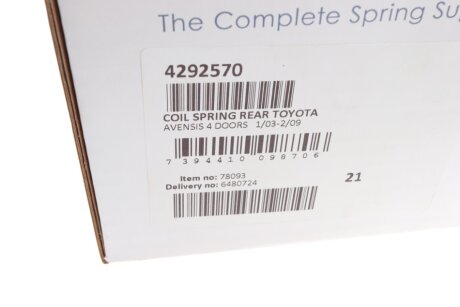 The Complete Spring Su
4292570
COIL SPRING REAR TOYOTA
AVENSIS 4 DOORS 1/03-2/09
7 394410 098706
Item no: 78093
Delivery no: 6480724
21